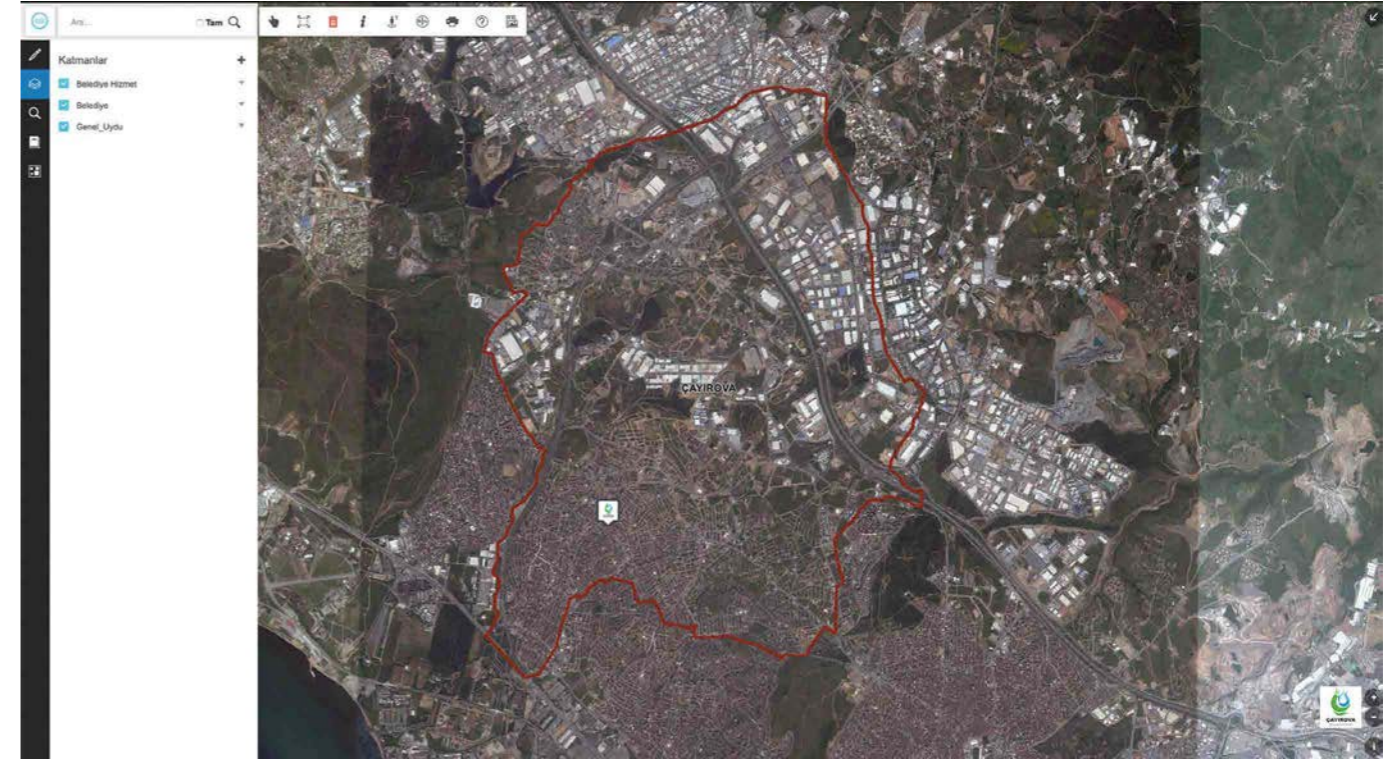 Ara...
Tam
Katmanlar
Belediye Hizmet
Belediye
Genel_Uydu
ÇAYIROVA
ÇAYIROVA